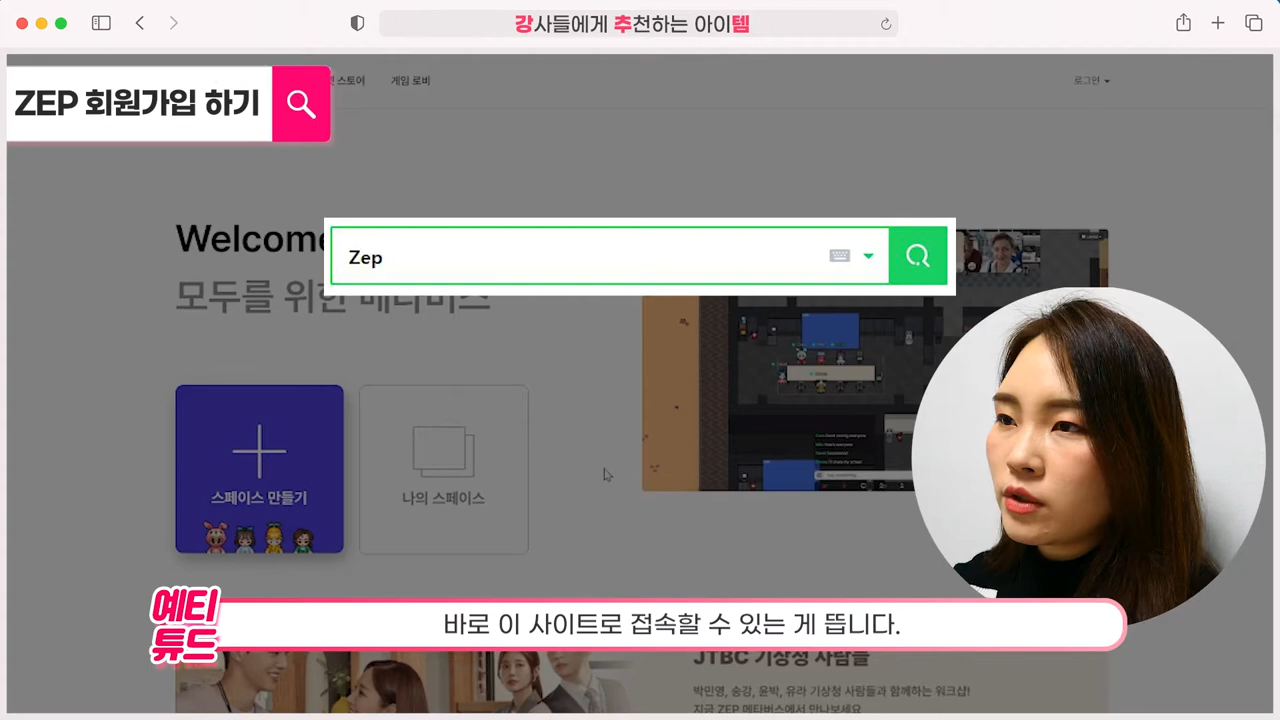 강사들에게 추천하는 아이템
스토어
게임 로비
로그인
ZEP 회원가입 하기
Welcome
모두를 위한 메타버스
Zep
스페이스 만들기
나의 스페이스
예티
튜드
바로 이 사이트로 접속할 수 있는 게 뜹니다.
JTBC 기상청 사람들
박민영, 송강, 윤박, 유라 기상청 사람들과 함께하는 워크샵!
지금 ZEP 메타버스에서 만나보세요